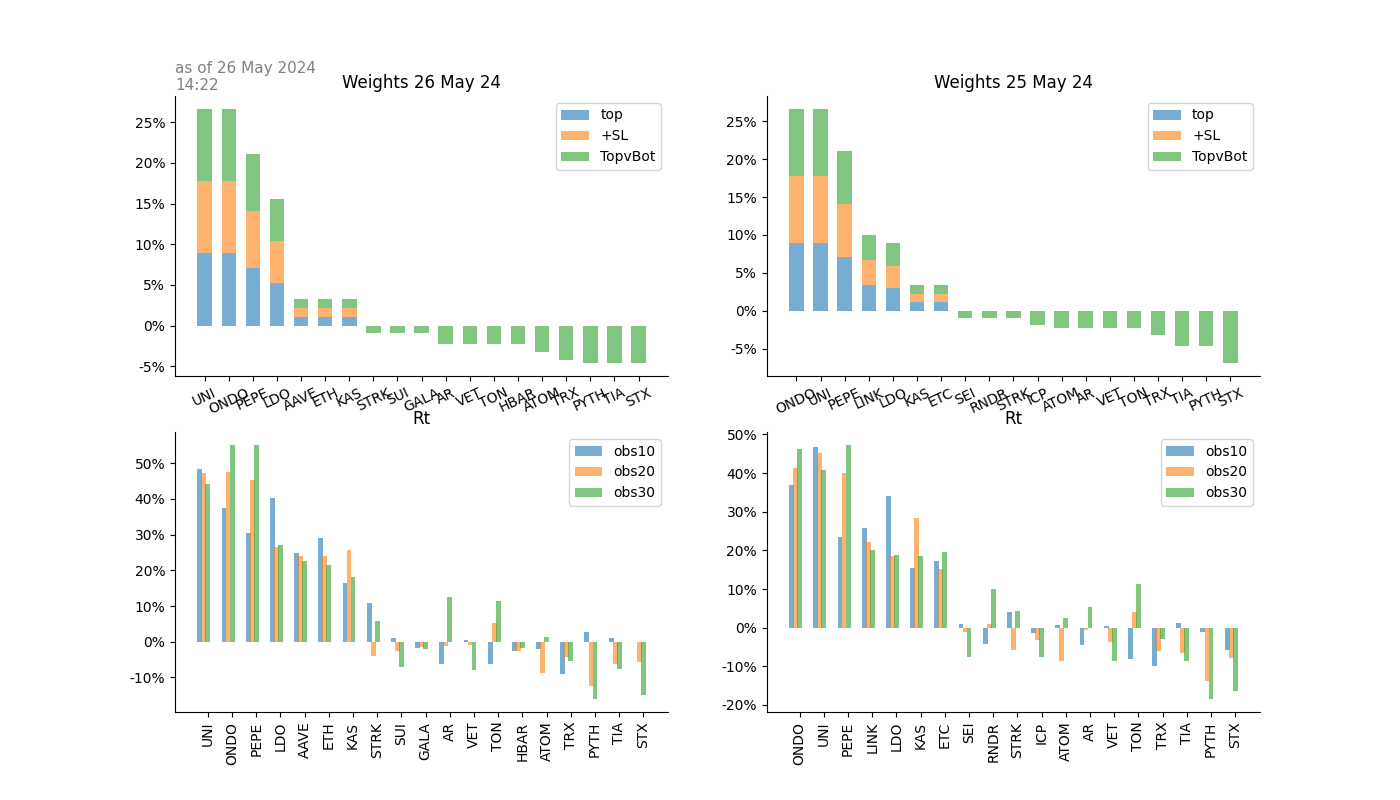 as of 26 May 2024
14:22
Weights 26 May 24
25%
20%
15%
10%
5%
0%
-5%
top
+SL
TopvBot
UNI ONDO PEPE LDO AAVE ETH KAS STRK SUI GALA AR VET TON HBAR ATOM TRX PYTH TIA STX
Weights 25 May 24
25%
20%
15%
10%
5%
0%
-5%
top
+SL
TopvBot
ONDO UNI PEPE LINK LDO KAS ETC SEI RNDR STRK ICP ATOM AR VET TON TRX TIA PYTH STX
Rt
50%
40%
30%
20%
10%
0%
-10%
obs10
obs20
obs30
UNI ONDO PEPE LDO AAVE ETH KAS STRK SUI GALA AR VET TON HBAR ATOM TRX PYTH TIA STX
Rt
50%
40%
30%
20%
10%
0%
-10%
-20%
obs10
obs20
obs30
ONDO UNI PEPE LINK LDO KAS ETC SEI RNDR STRK ICP ATOM AR VET TON TRX TIA PYTH STX